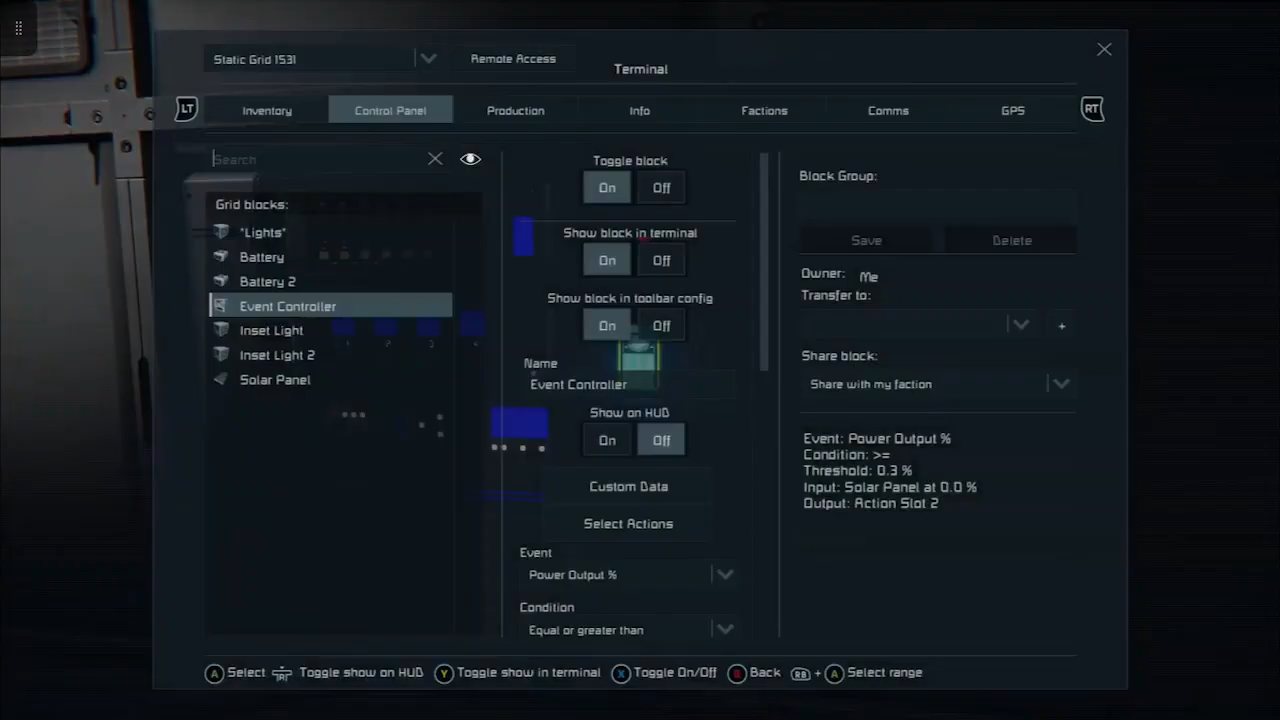 Static Grid 1531
Remote Access
Terminal
LT
Inventory
Control Panel
Production
Info
Factions
Comms
GPS
RT
Search
Grid blocks:
*Lights*
Battery
Battery 2
Event Controller
Inset Light
Inset Light 2
Solar Panel
Toggle block
On Off
Show block in terminal
On Off
Show block in toolbar config
On Off
Name
Event Controller
Show on HUD
On Off
Custom Data
Select Actions
Event
Power Output %
Condition
Equal or greater than
Block Group:
Save Delete
Owner: Me
Transfer to:
+
Share block:
Share with my faction
Event: Power Output %
Condition: >=
Threshold: 0.3 %
Input: Solar Panel at 0.0 %
Output: Action Slot 2
A Select Toggle show on HUD Y Toggle show in terminal X Toggle On/Off B Back RB + A Select range